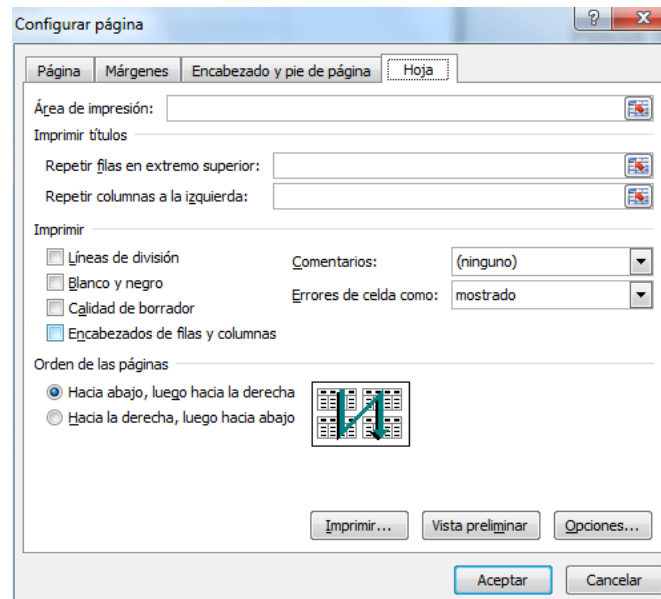 Configurar página
Página Márgenes Encabezado y pie de página Hoja
Área de impresión:
Imprimir títulos
Repetir filas en extremo superior:
Repetir columnas a la izquierda:
Imprimir
Líneas de división
Blanco y negro
Calidad de borrador
Encabezados de filas y columnas
Comentarios: (ninguno)
Errores de celda como: mostrado
Orden de las páginas
Hacia abajo, luego hacia la derecha
Hacia la derecha, luego hacia abajo
Imprimir... Vista preliminar Opciones...
Aceptar Cancelar